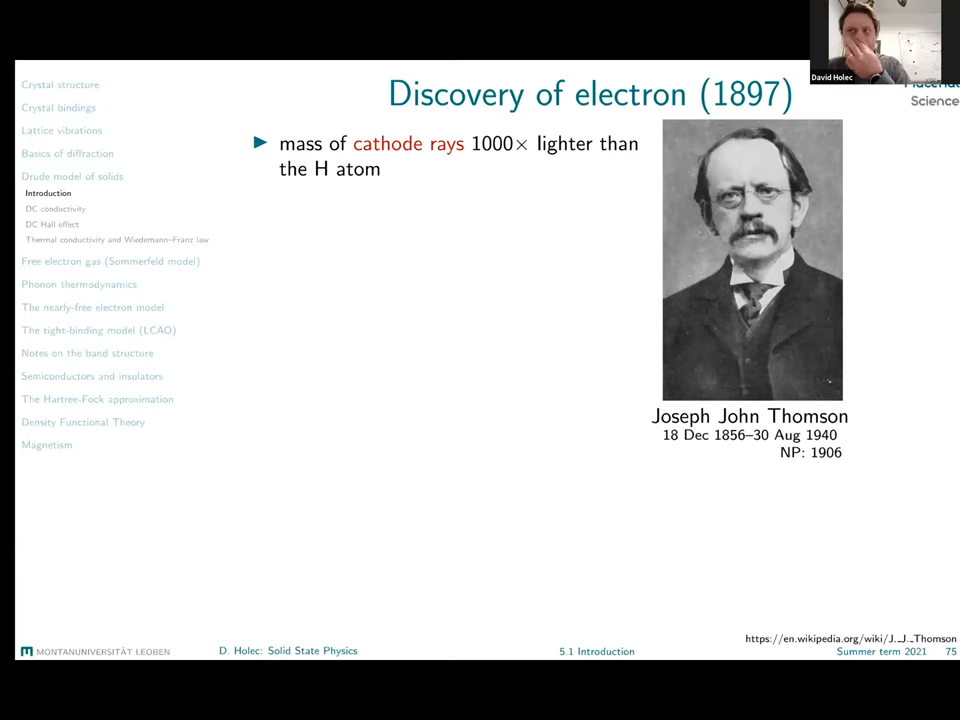 David Holec
Science
Discovery of electron (1897)
Crystal structure
Crystal bindings
Lattice vibrations
Basics of diffraction
Drude model of solids
Introduction
DC conductivity
DC Hall effect
Thermal conductivity and Wiedemann–Franz law
Free electron gas (Sommerfeld model)
Phonon thermodynamics
The nearly-free electron model
The tight-binding model (LCAO)
Notes on the band structure
Semiconductors and insulators
The Hartree-Fock approximation
Density Functional Theory
Magnetism
► mass of cathode rays 1000× lighter than
the H atom
Joseph John Thomson
18 Dec 1856–30 Aug 1940
NP: 1906
https://en.wikipedia.org/wiki/J._J._Thomson
MONTANUNIVERSITÄT LEOBEN
D. Holec: Solid State Physics
5.1 Introduction
Summer term 2021 75